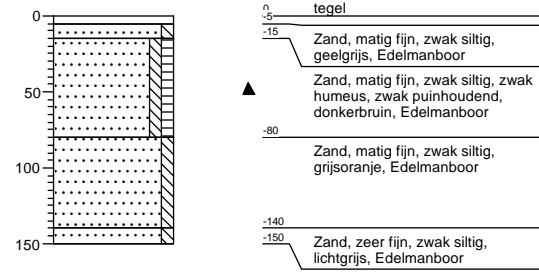 0
50
100
150
0
tegel
-5
-15
Zand, matig fijn, zwak siltig,
geelgrijs, Edelmanboor
Zand, matig fijn, zwak siltig, zwak
humeus, zwak puinhoudend,
donkerbruin, Edelmanboor
-80
Zand, matig fijn, zwak siltig,
grijsoranje, Edelmanboor
-140
-150
Zand, zeer fijn, zwak siltig,
lichtgrijs, Edelmanboor